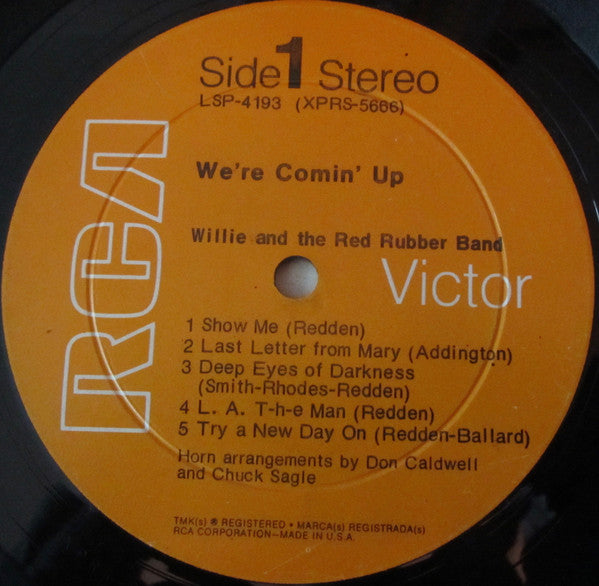 Side 1 Stereo
LSP-4193 (XPRS-5666)
RCA
We're Comin' Up
Willie and the Red Rubber Band
Victor
1 Show Me (Redden)
2 Last Letter from Mary (Addington)
3 Deep Eyes of Darkness
(Smith-Rhodes-Redden)
4 L. A. T-h-e Man (Redden)
5 Try a New Day On (Redden-Ballard)
Horn arrangements by Don Caldwell
and Chuck Sagle
TMK(s) ® REGISTERED • MARCA(s) REGISTRADA(s)
RCA CORPORATION—MADE IN U.S.A.